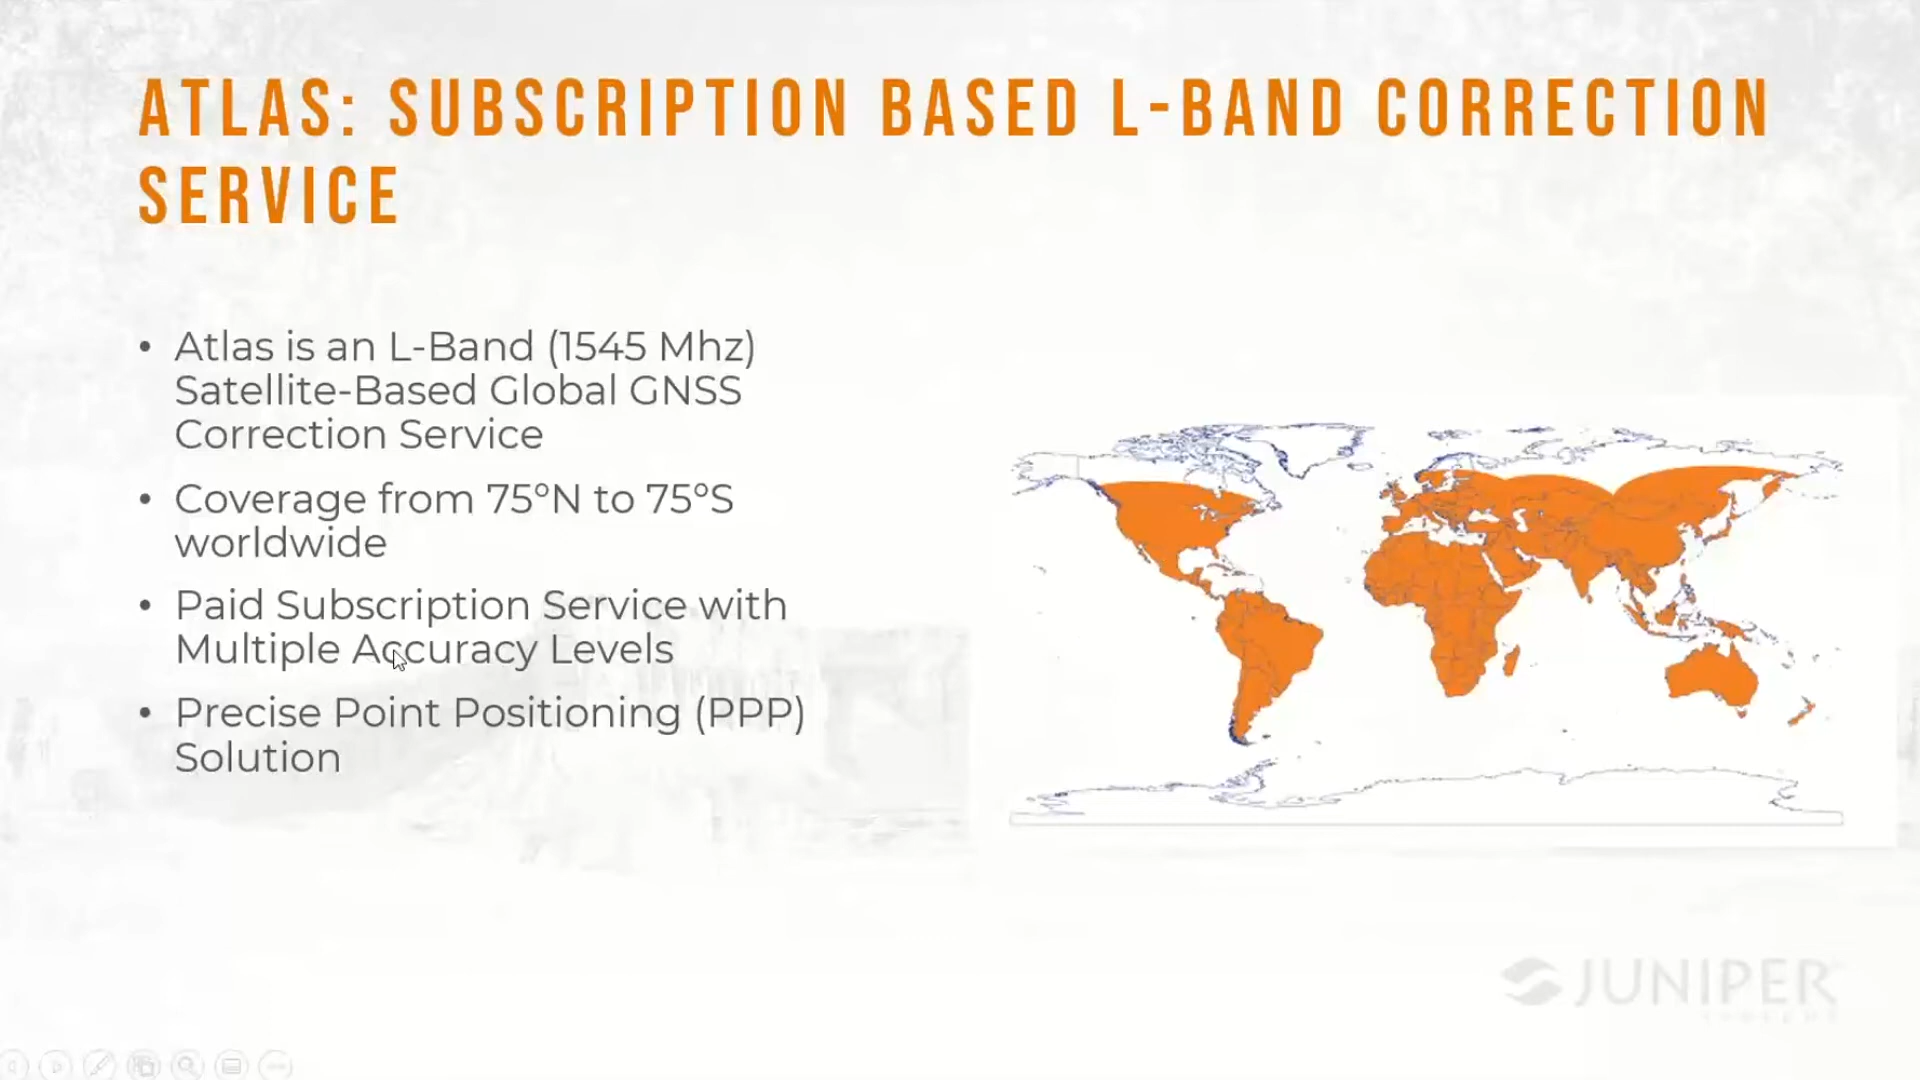 ATLAS: SUBSCRIPTION BASED L-BAND CORRECTION
SERVICE
• Atlas is an L-Band (1545 Mhz)
Satellite-Based Global GNSS
Correction Service
• Coverage from 75°N to 75°S
worldwide
• Paid Subscription Service with
Multiple Accuracy Levels
• Precise Point Positioning (PPP)
Solution
JUNIPER